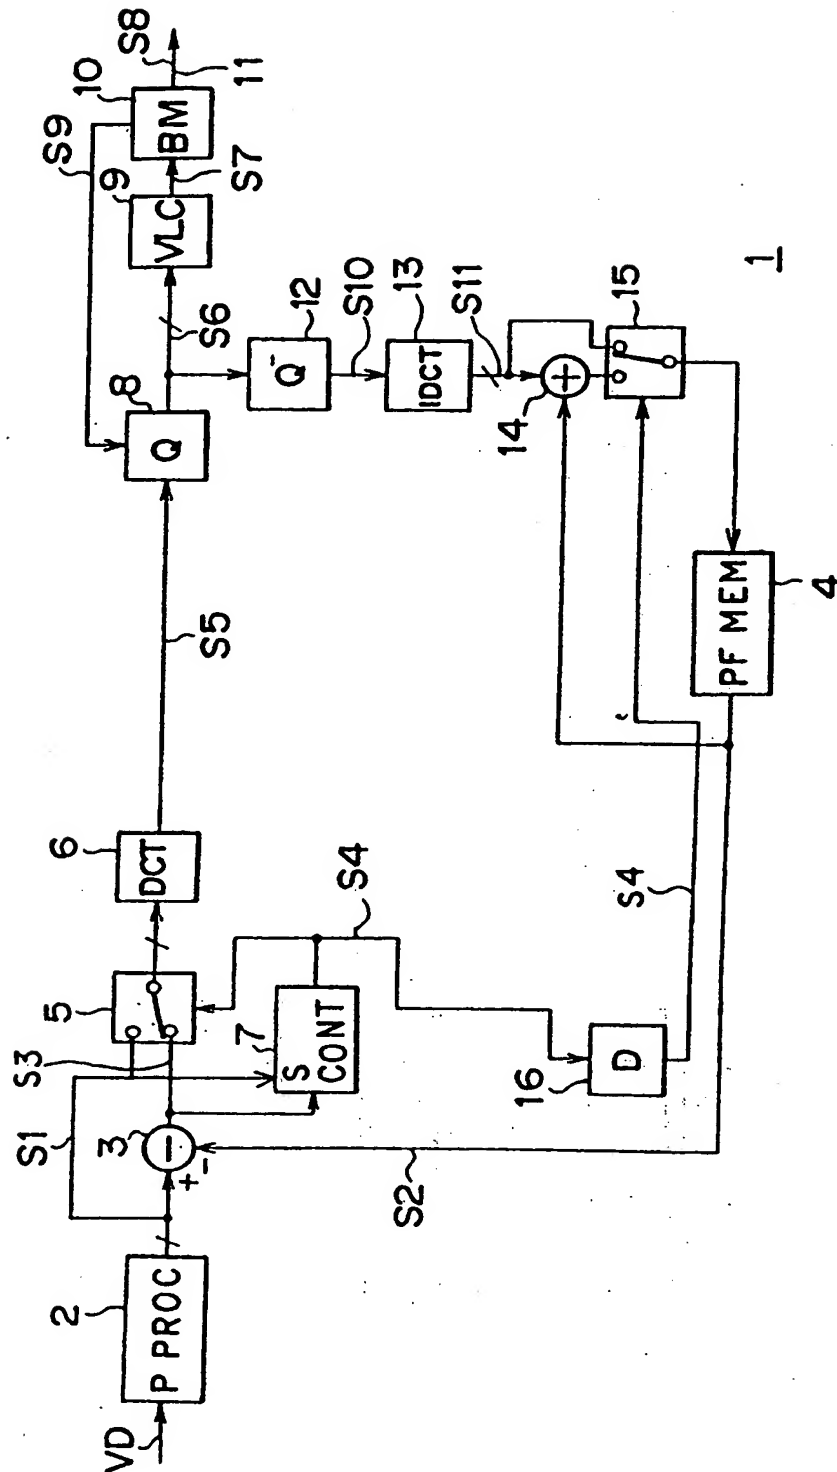 VD
2
P PROC
S1
3
+
-
−
S3
5
7
S
CONT
6
DCT
S4
S5
S9
8
Q
S6
9
VLC
S7
10
BM
S8
11
Q⁻
12
S10
IDCT
13
S11
14
+
15
1
16
D
S4
S2
PF MEM
4